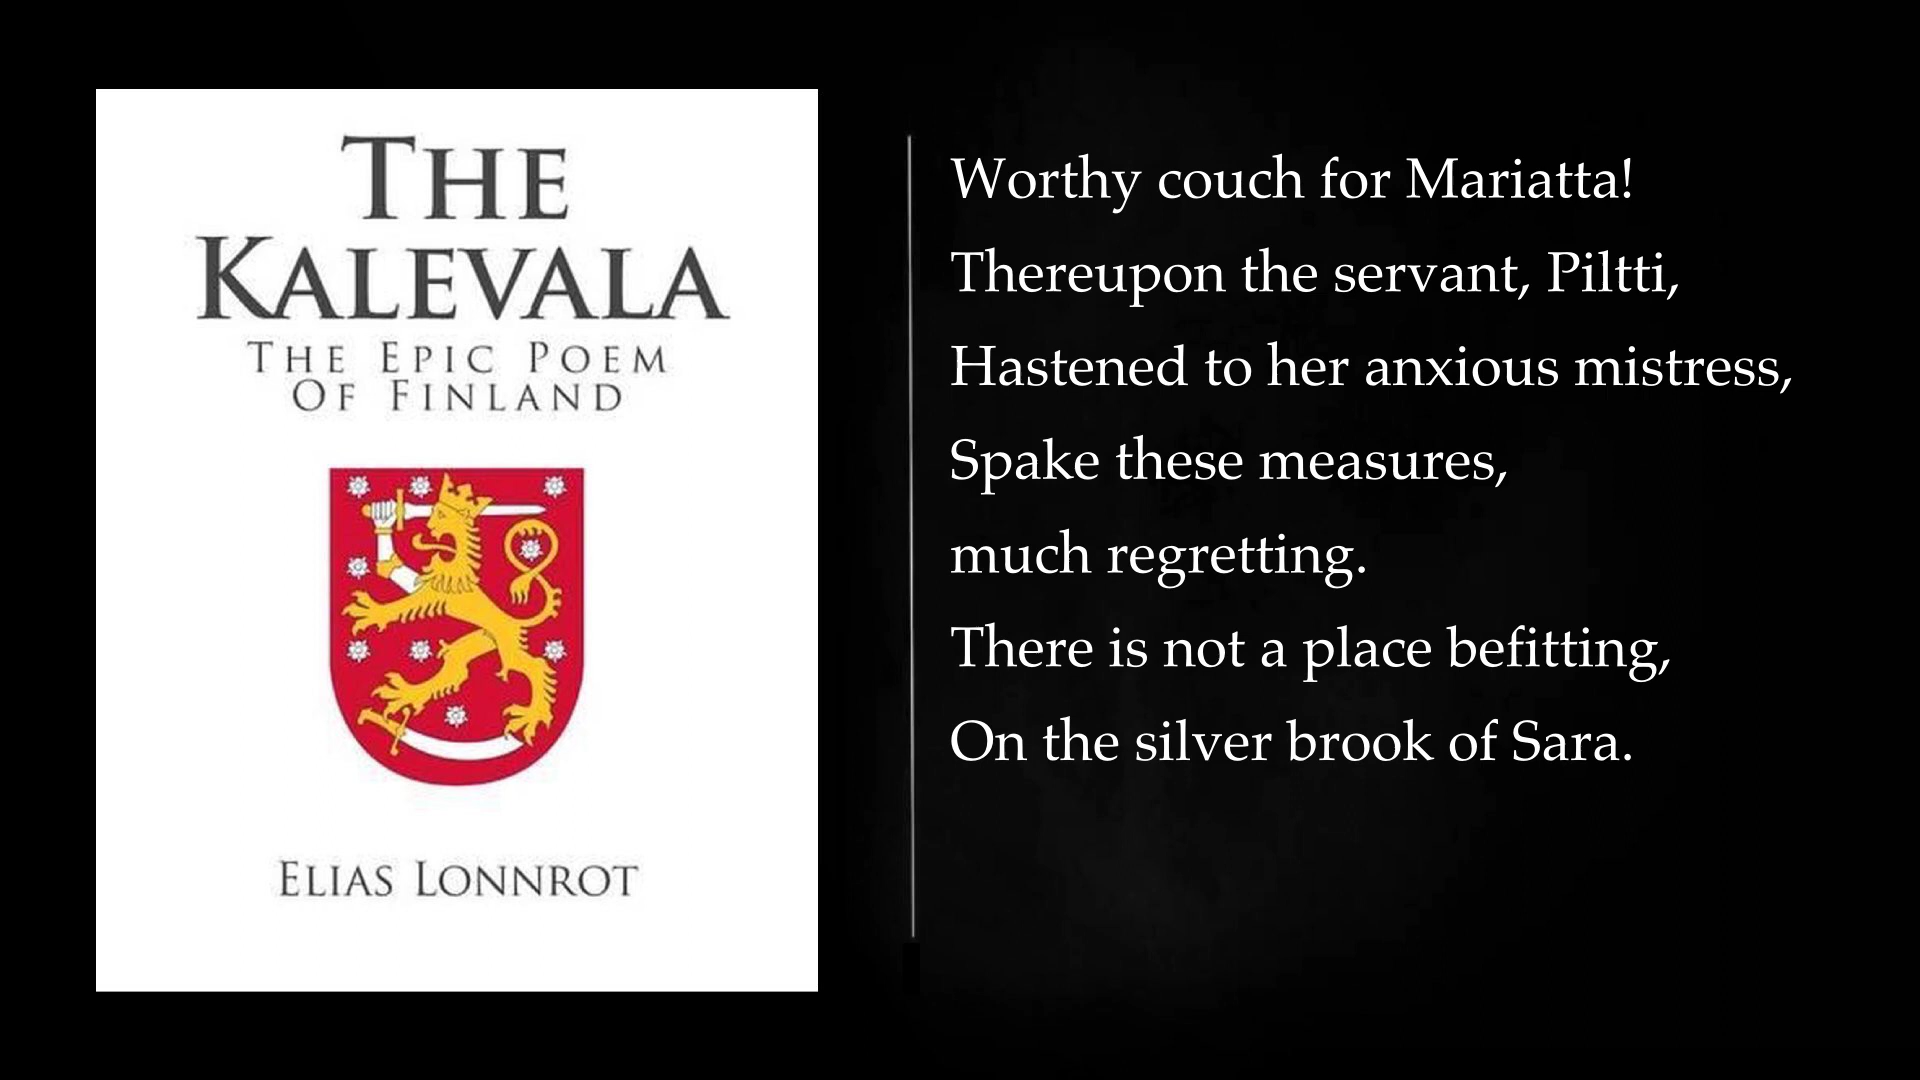 THE
KALEVALA
THE EPIC POEM
OF FINLAND
ELIAS LONNROT
Worthy couch for Mariatta!
Thereupon the servant, Piltti,
Hastened to her anxious mistress,
Spake these measures,
much regretting.
There is not a place befitting,
On the silver brook of Sara.